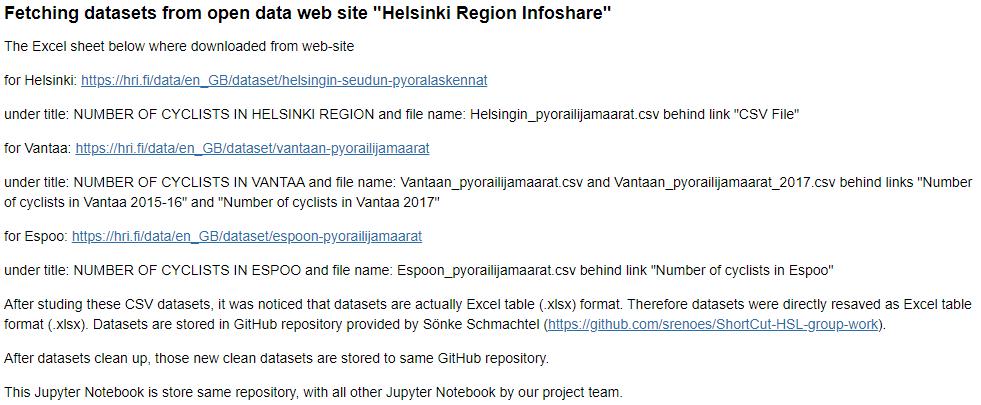 Fetching datasets from open data web site "Helsinki Region Infoshare"
The Excel sheet below where downloaded from web-site
for Helsinki: https://hri.fi/data/en_GB/dataset/helsingin-seudun-pyoralaskennat
under title: NUMBER OF CYCLISTS IN HELSINKI REGION and file name: Helsingin_pyorailijamaarat.csv behind link "CSV File"
for Vantaa: https://hri.fi/data/en_GB/dataset/vantaan-pyorailijamaarat
under title: NUMBER OF CYCLISTS IN VANTAA and file name: Vantaan_pyorailijamaarat.csv and Vantaan_pyorailijamaarat_2017.csv behind links "Number
of cyclists in Vantaa 2015-16" and "Number of cyclists in Vantaa 2017"
for Espoo: https://hri.fi/data/en_GB/dataset/espoon-pyorailijamaarat
under title: NUMBER OF CYCLISTS IN ESPOO and file name: Espoon_pyorailijamaarat.csv behind link "Number of cyclists in Espoo"
After studing these CSV datasets, it was noticed that datasets are actually Excel table (.xlsx) format. Therefore datasets were directly resaved as Excel table
format (.xlsx). Datasets are stored in GitHub repository provided by Sönke Schmachtel (https://github.com/srenoes/ShortCut-HSL-group-work).
After datasets clean up, those new clean datasets are stored to same GitHub repository.
This Jupyter Notebook is store same repository, with all other Jupyter Notebook by our project team.